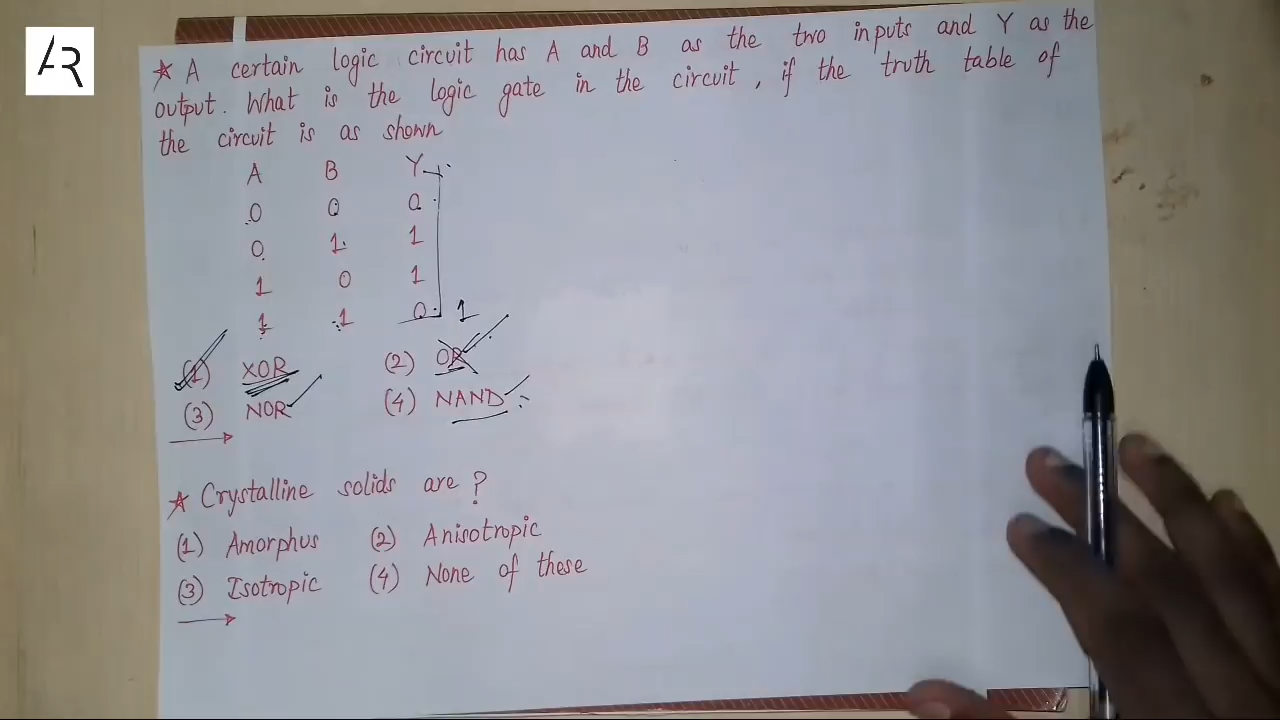 AR
★ A certain logic circuit has A and B as the two inputs and Y as the
output. What is the logic gate in the circuit, if the truth table of
the circuit is as shown
A B Y
0 0 0
0 1 1
1 0 1
1 1 0 1
(1) XOR (2) OR
(3) NOR (4) NAND
★ Crystalline solids are ?
(1) Amorphus (2) Anisotropic
(3) Isotropic (4) None of these